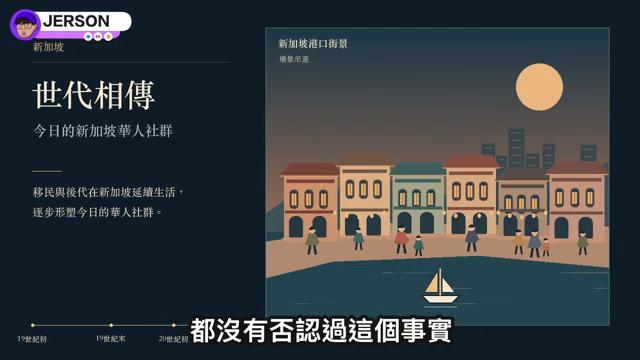 JERSON
新加坡
世代相傳
今日的新加坡華人社群
移民與後代在新加坡延續生活，
逐步形塑今日的華人社群。
新加坡港口街景
場景示意
19世紀初
19世紀末
20世紀初
都沒有否認過這個事實